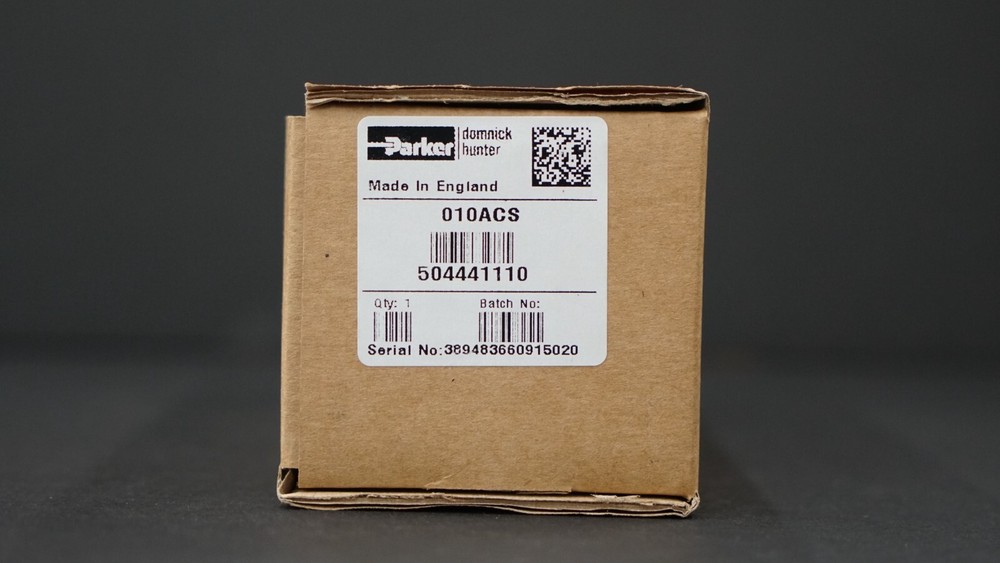 Parker domnick
hunter
Made In England
010ACS
504441110
Qty: 1 Batch No:
Serial No:389483660915020